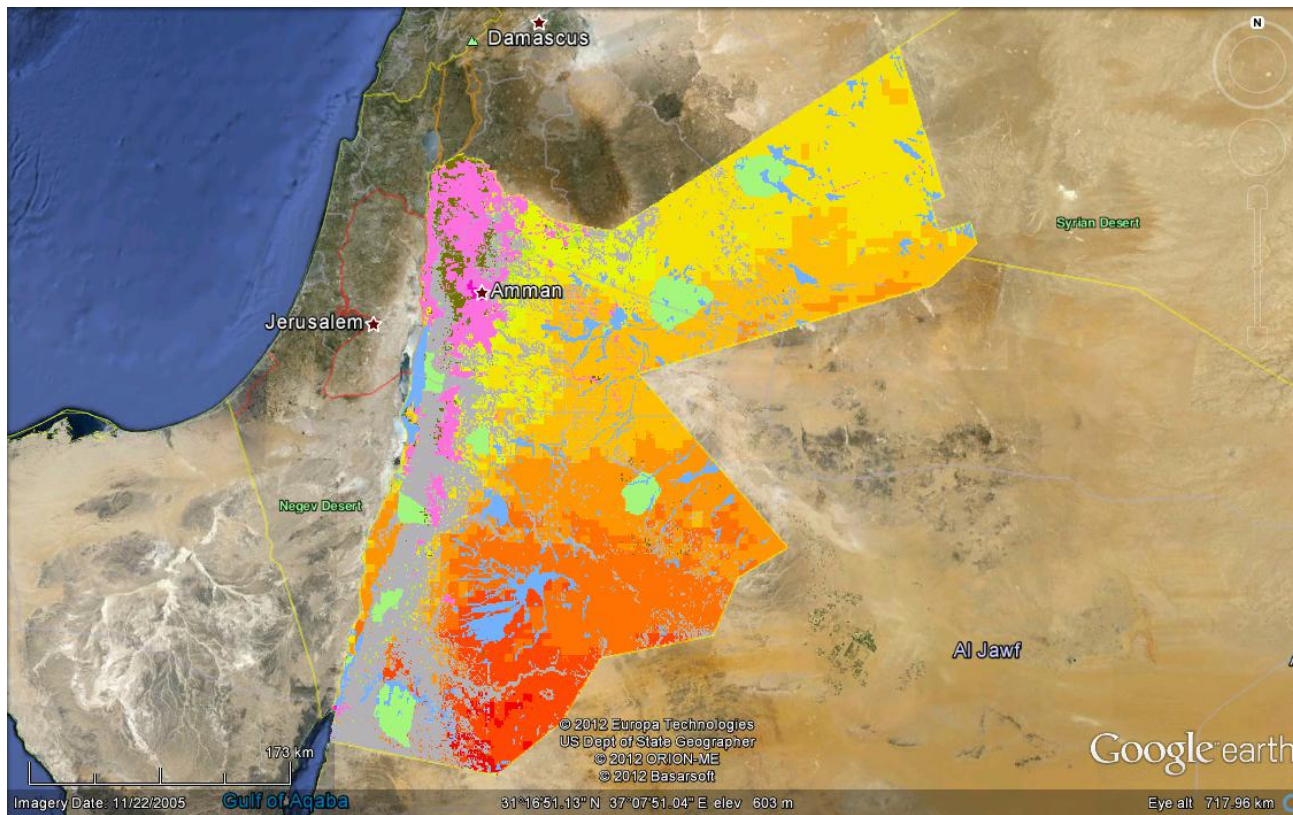 N
Damascus
Syrian Desert
Amman
Jerusalem
Negev Desert
Al Jawf
© 2012 Europa Technologies
US Dept of State Geographer
© 2012 ORION-ME
© 2012 Basarsoft
Google earth
173 km
Imagery Date: 11/22/2005
Gulf of Aqaba
31°16'51.13" N 37°07'51.04" E elev 603 m
Eye alt 717.96 km